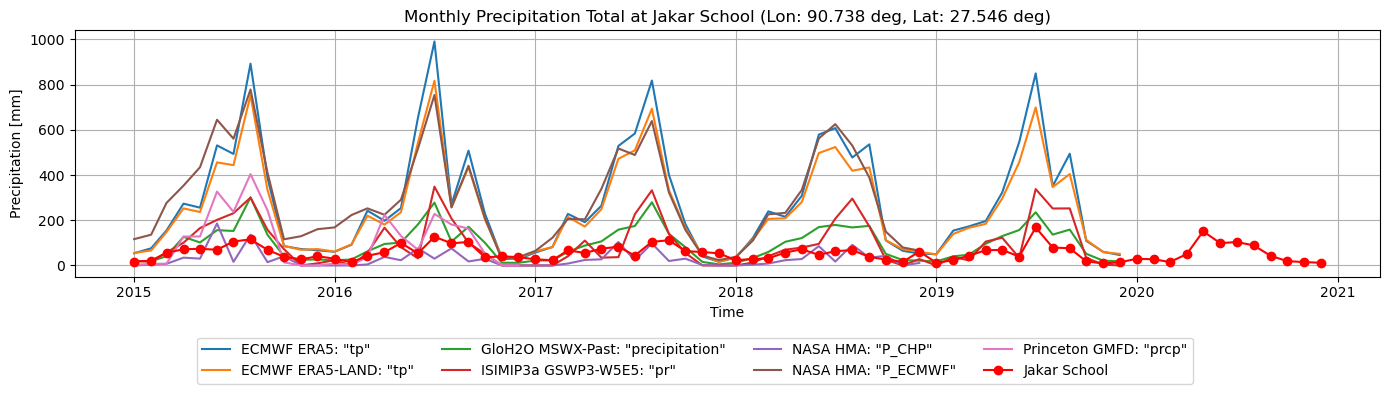 Monthly Precipitation Total at Jakar School (Lon: 90.738 deg, Lat: 27.546 deg)
Precipitation [mm]
1000
800
600
400
200
0
2015 2016 2017 2018 2019 2020 2021
Time
ECMWF ERA5: "tp" GloH2O MSWX-Past: "precipitation" NASA HMA: "P_CHP" Princeton GMFD: "prcp"
ECMWF ERA5-LAND: "tp" ISIMIP3a GSWP3-W5E5: "pr" NASA HMA: "P_ECMWF" Jakar School